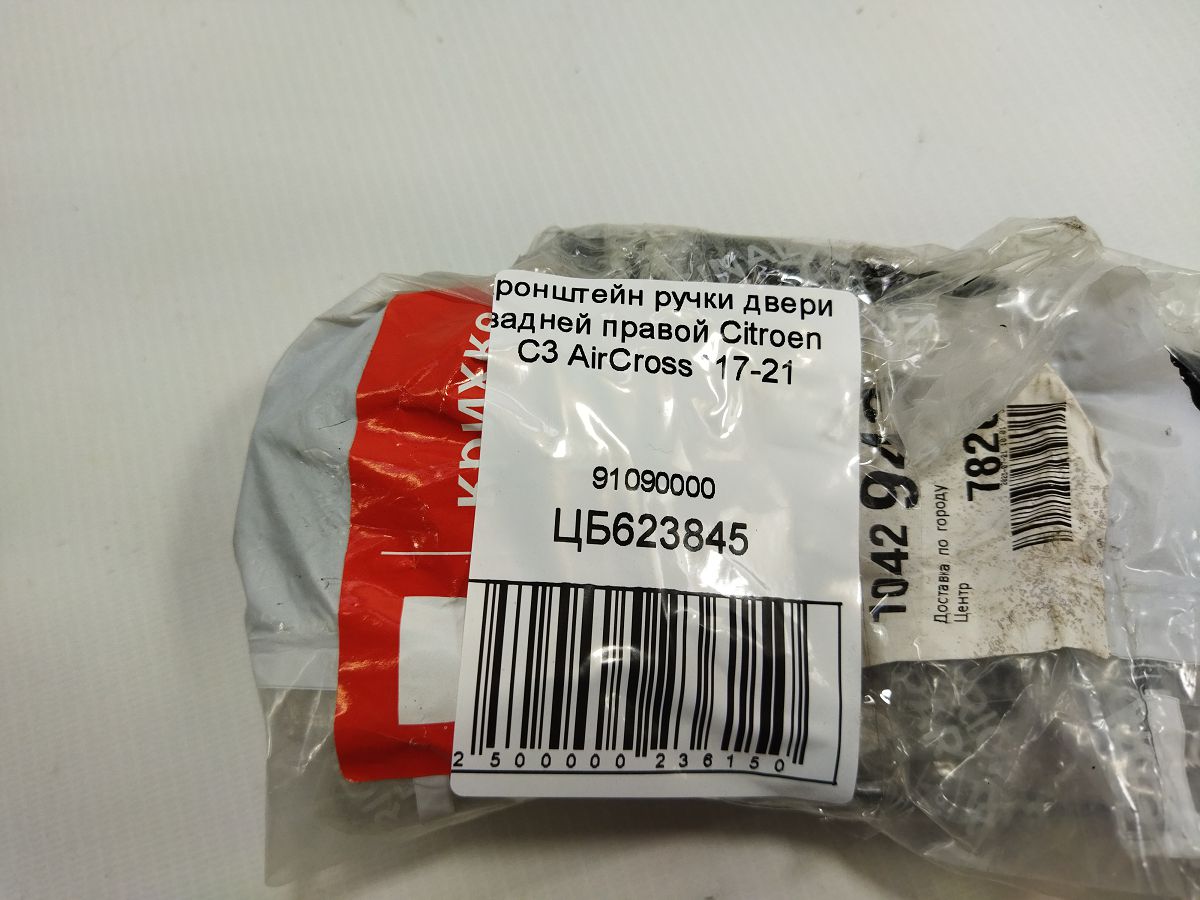 ронштейн ручки двери
задней правой Citroen
C3 AirCross `17-21
91090000
ЦБ623845
2 500000 236150
крихке
1042
Доставка по городу
Центр